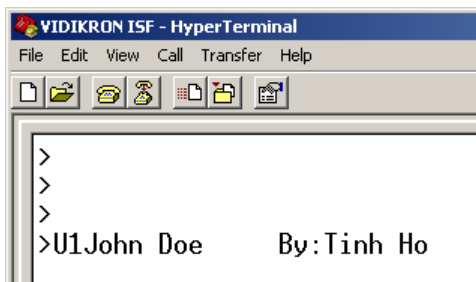 VIDIKRON ISF - HyperTerminal
File Edit View Call Transfer Help
>
>
>
>U1John Doe     By:Tinh Ho